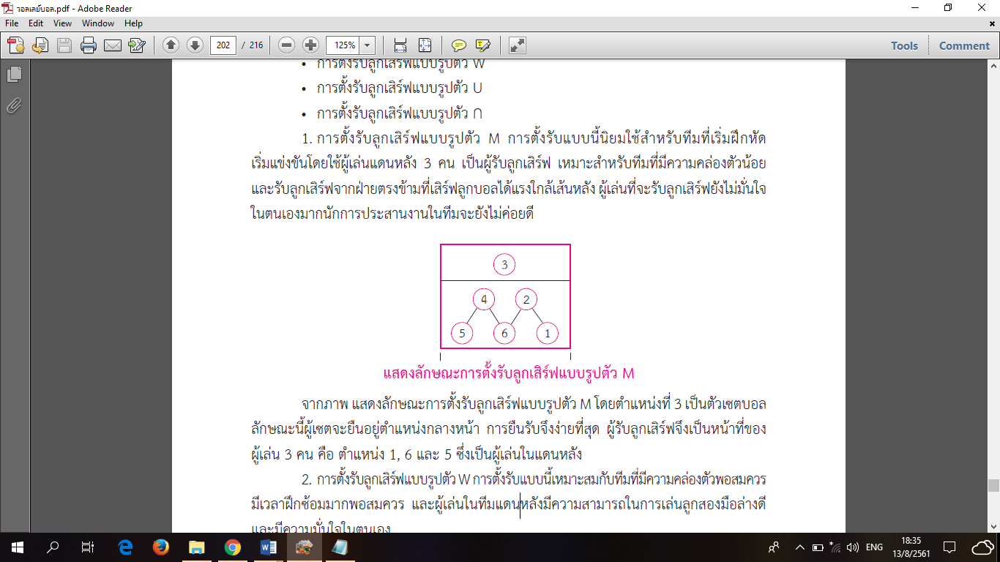 วอลเลย์บอล.pdf - Adobe Reader
File Edit View Window Help
202 / 216 125% Tools Comment
• การตั้งรับลูกเสิร์ฟแบบรูปตัว W
• การตั้งรับลูกเสิร์ฟแบบรูปตัว U
• การตั้งรับลูกเสิร์ฟแบบรูปตัว ∩
1. การตั้งรับลูกเสิร์ฟแบบรูปตัว M การตั้งรับแบบนี้นิยมใช้สำหรับทีมที่เริ่มฝึกหัด
เริ่มแข่งขันโดยใช้ผู้เล่นแดนหลัง 3 คน เป็นผู้รับลูกเสิร์ฟ เหมาะสำหรับทีมที่มีความคล่องตัวน้อย
และรับลูกเสิร์ฟจากฝ่ายตรงข้ามที่เสิร์ฟลูกบอลได้แรงใกล้เส้นหลัง ผู้เล่นที่จะรับลูกเสิร์ฟยังไม่มั่นใจ
ในตนเองมากนักการประสานงานในทีมจะยังไม่ค่อยดี
3
4 2
5 6 1
แสดงลักษณะการตั้งรับลูกเสิร์ฟแบบรูปตัว M
จากภาพ แสดงลักษณะการตั้งรับลูกเสิร์ฟแบบรูปตัว M โดยตำแหน่งที่ 3 เป็นตัวเซตบอล
ลักษณะนี้ผู้เซตจะยืนอยู่ตำแหน่งกลางหน้า การยืนรับจึงง่ายที่สุด ผู้รับลูกเสิร์ฟจึงเป็นหน้าที่ของ
ผู้เล่น 3 คน คือ ตำแหน่ง 1, 6 และ 5 ซึ่งเป็นผู้เล่นในแดนหลัง
2. การตั้งรับลูกเสิร์ฟแบบรูปตัว W การตั้งรับแบบนี้เหมาะสมกับทีมที่มีความคล่องตัวพอสมควร
มีเวลาฝึกซ้อมมากพอสมควร และผู้เล่นในทีมแดนหลังมีความสามารถในการเล่นลูกสองมือล่างดี
และมีความมั่นใจในตนเอง
ENG
18:35
13/8/2561